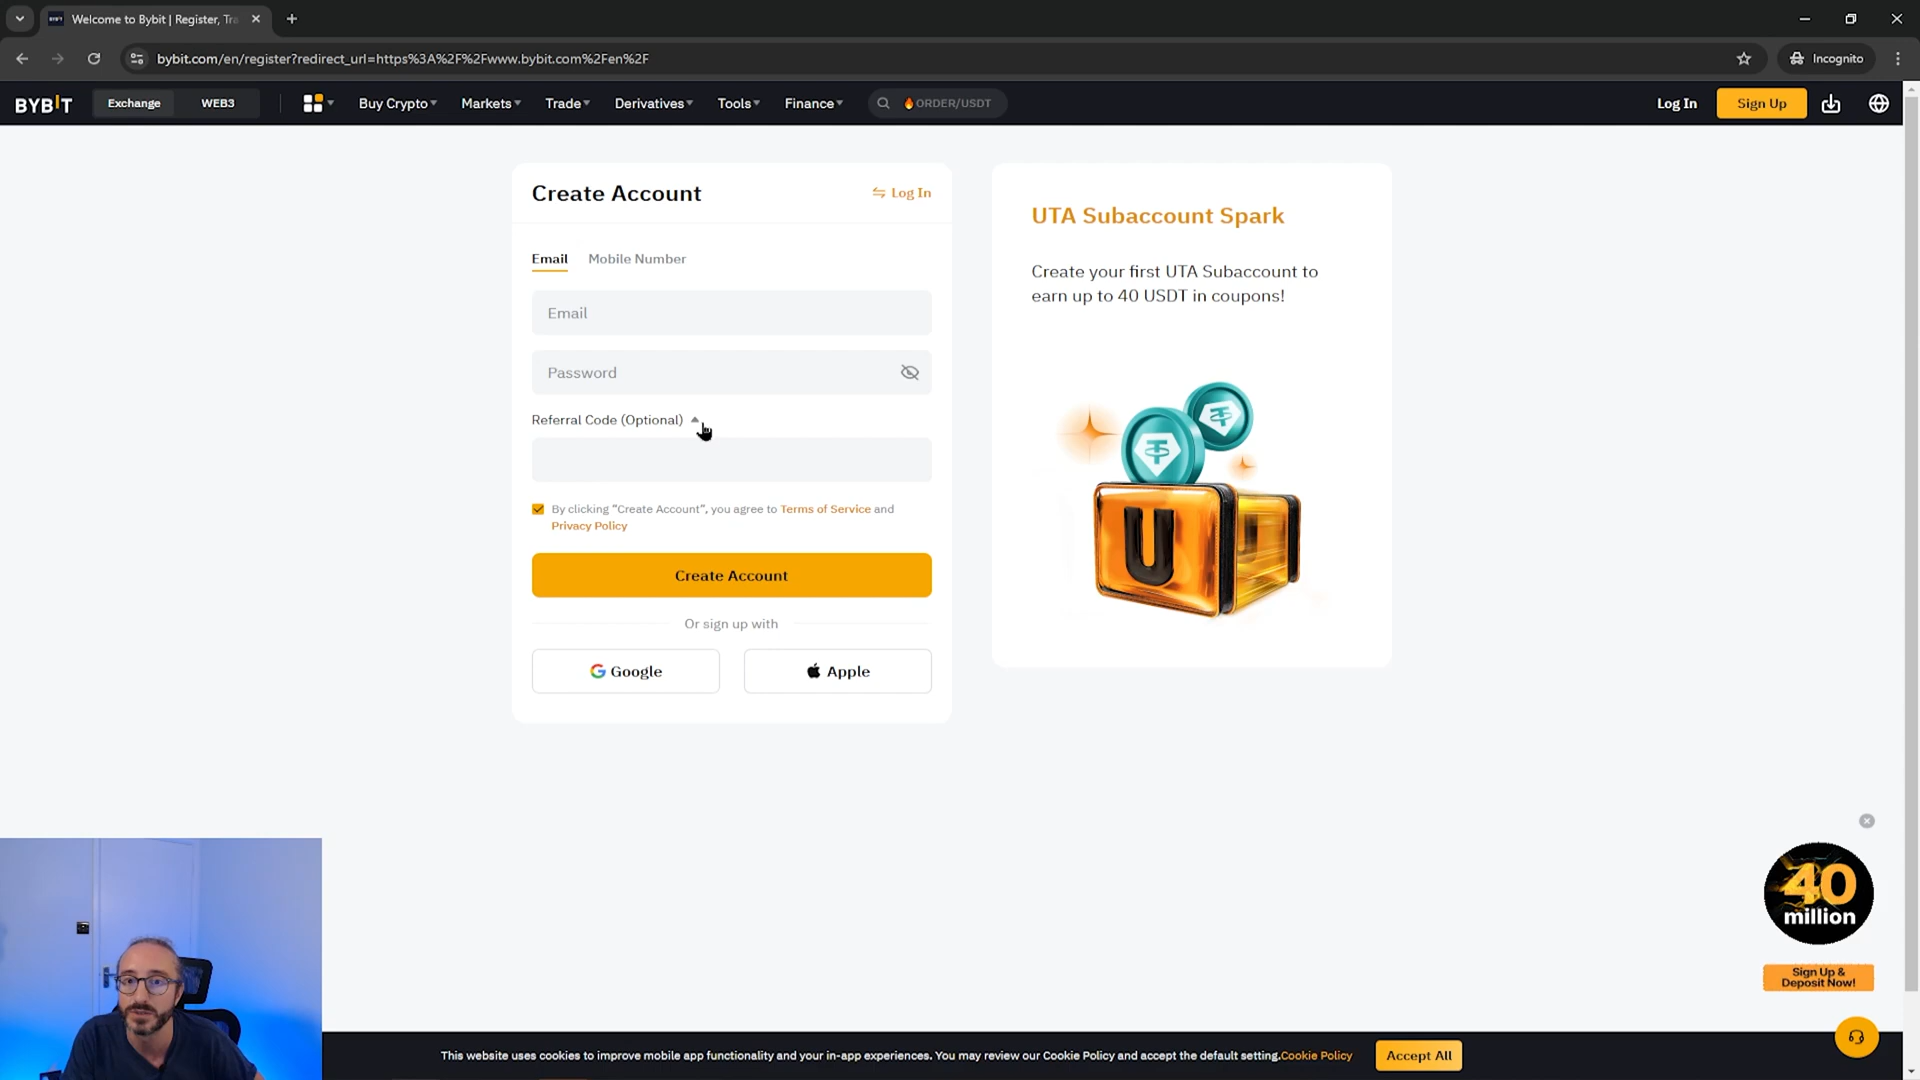 Welcome to Bybit | Register, Tra
bybit.com/en/register?redirect_url=https%3A%2F%2Fwww.bybit.com%2Fen%2F
Incognito
BYBIT
Exchange
WEB3
Buy Crypto
Markets
Trade
Derivatives
Tools
Finance
ORDER/USDT
Log In
Sign Up
Create Account
Log In
Email
Mobile Number
Email
Password
Referral Code (Optional)
By clicking “Create Account”, you agree to Terms of Service and
Privacy Policy
Create Account
Or sign up with
Google
Apple
UTA Subaccount Spark
Create your first UTA Subaccount to
earn up to 40 USDT in coupons!
U
40
million
Sign Up &
Deposit Now!
This website uses cookies to improve mobile app functionality and your in-app experiences. You may review our Cookie Policy and accept the default setting.Cookie Policy
Accept All